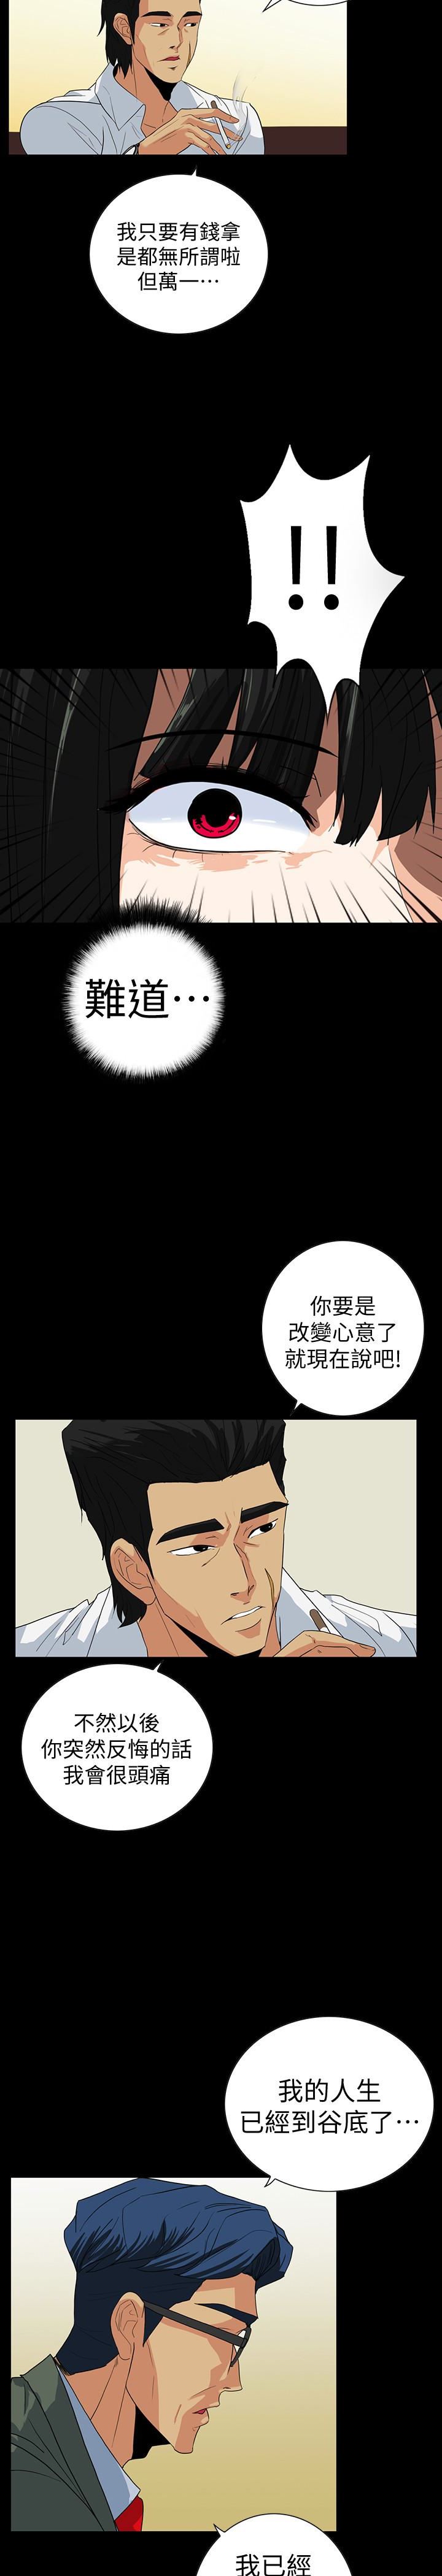 我只要有錢拿
是都無所謂啦
但萬一…
!!
難道…
你要是
改變心意了
就現在說吧!
不然以後
你突然反悔的話
我會很頭痛
我的人生
已經到谷底了…
我已經